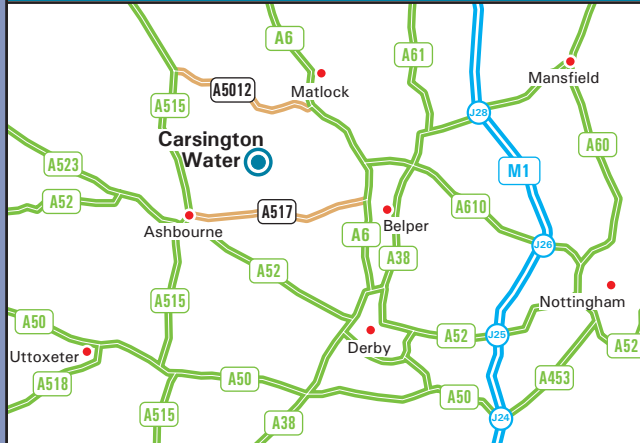 A6
A61
Mansfield
A5012
Matlock
A515
J28
Carsington
Water
A60
A523
M1
A52
A517
A610
Belper
Ashbourne
A6
J26
A38
A52
A515
Nottingham
A50
J25
A52
A52
Derby
Uttoxeter
A518
A50
A453
A50
A515
A38
J24